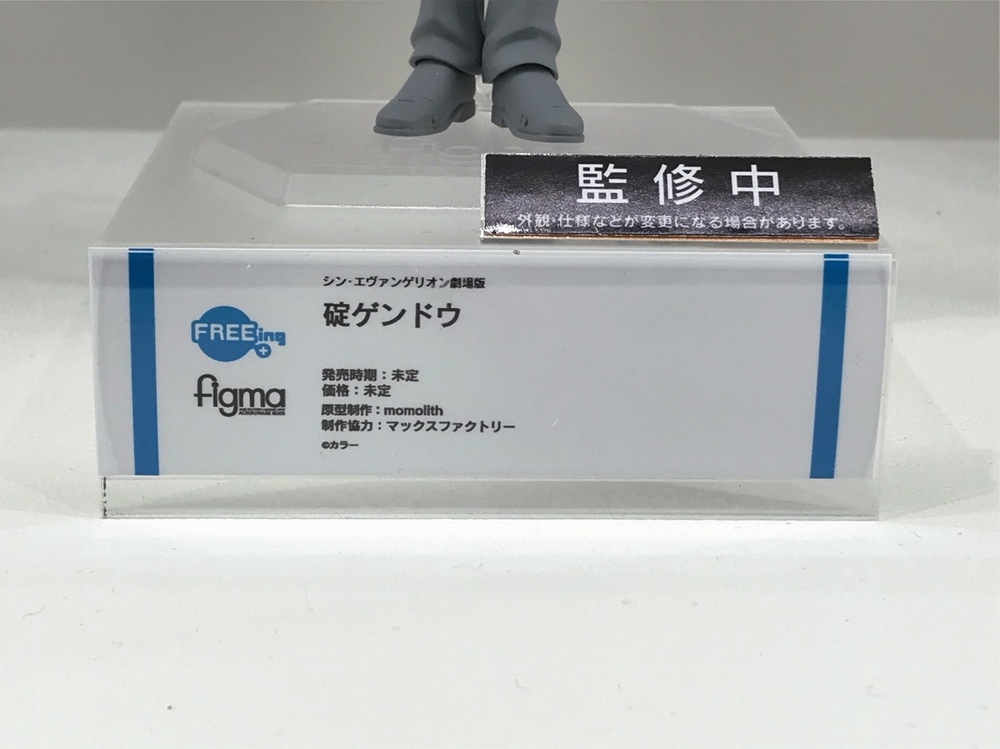 監修中
外観・仕様などが変更になる場合があります。
シン・エヴァンゲリオン劇場版
碇ゲンドウ
FREEing
figma
発売時期：未定
価格：未定
原型制作：momolith
制作協力：マックスファクトリー
©カラー